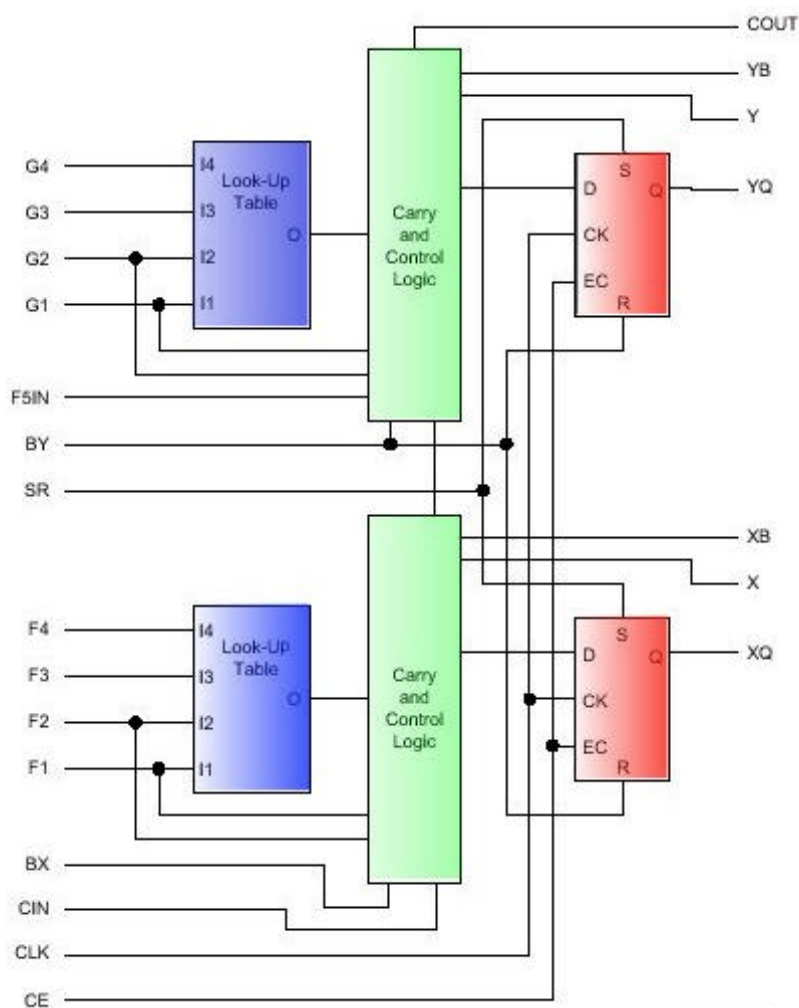 COUT
YB
Y
G4
I4
Look-Up
Table
S
D
Q
YQ
G3
I3
Carry
and
Control
Logic
O
CK
G2
I2
EC
G1
I1
R
F5IN
BY
SR
XB
X
F4
I4
Look-Up
Table
S
D
Q
XQ
F3
I3
Carry
and
Control
Logic
O
CK
F2
I2
EC
F1
I1
R
BX
CIN
CLK
CE